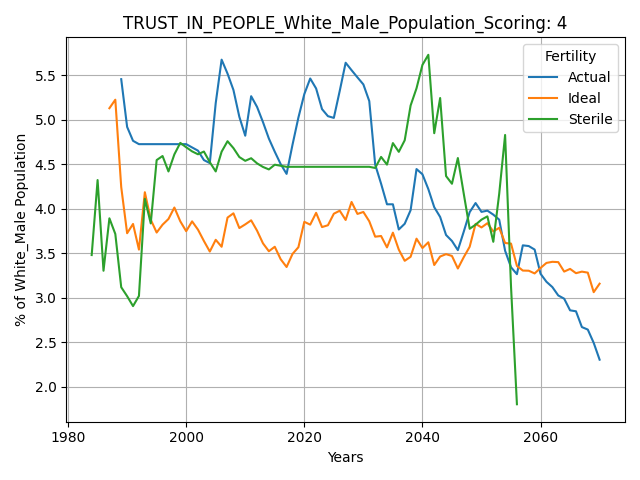 TRUST_IN_PEOPLE_White_Male_Population_Scoring: 4
Fertility
Actual
Ideal
Sterile
% of White_Male Population
5.5
5.0
4.5
4.0
3.5
3.0
2.5
2.0
1980
2000
2020
2040
2060
Years